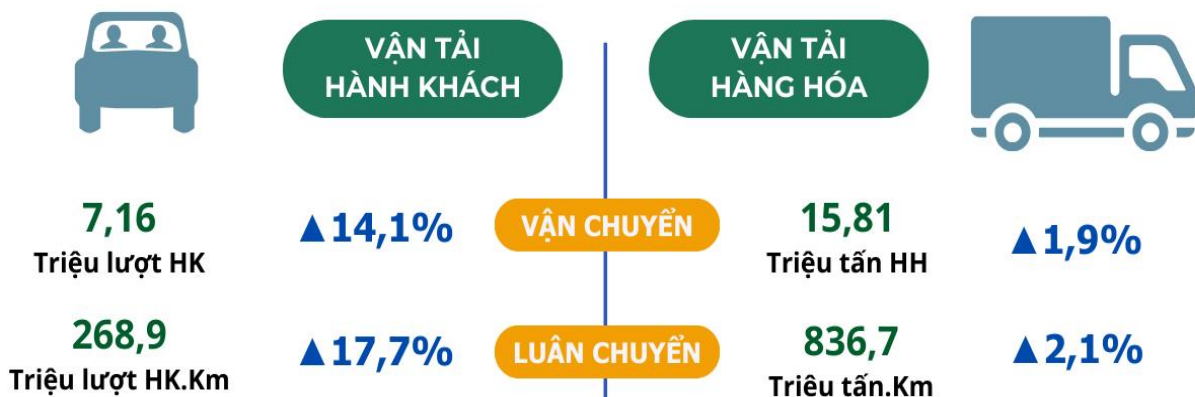 VẬN TẢI
HÀNH KHÁCH
VẬN TẢI
HÀNG HÓA
7,16
Triệu lượt HK
▲14,1%
VẬN CHUYỂN
15,81
Triệu tấn HH
▲1,9%
268,9
Triệu lượt HK.Km
▲17,7%
LUÂN CHUYỂN
836,7
Triêu tấn.Km
▲2,1%